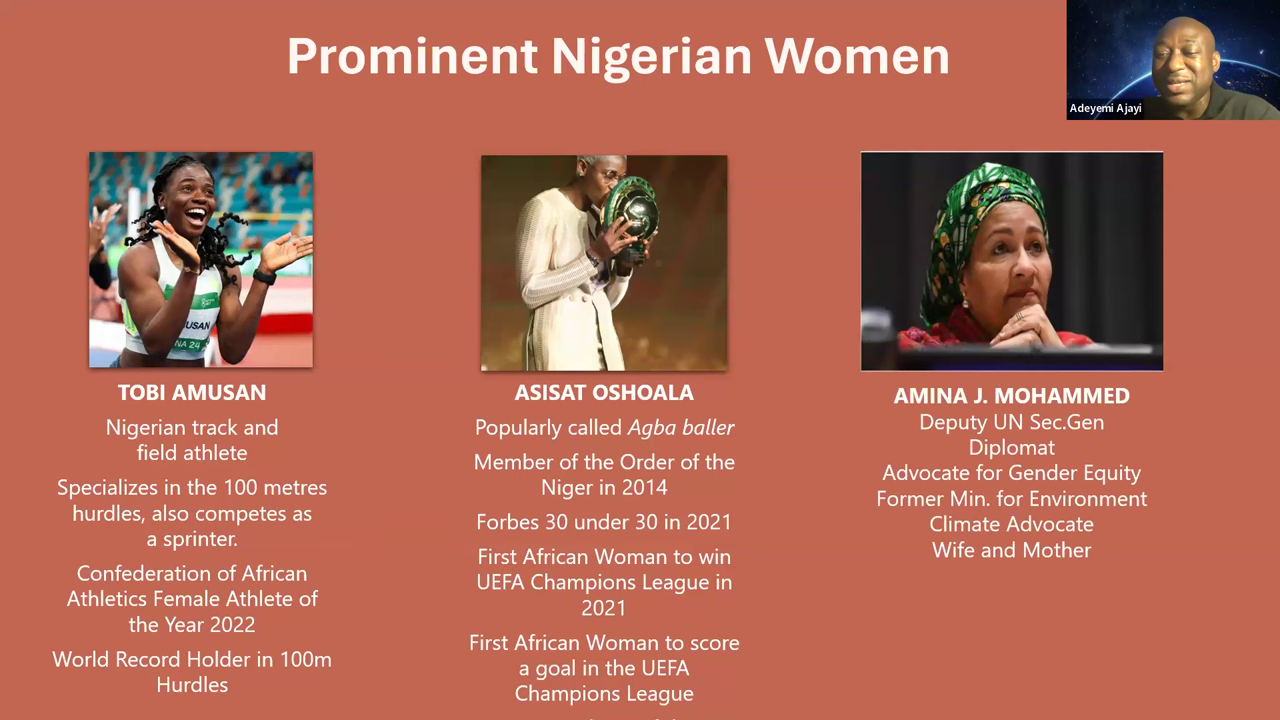 Prominent Nigerian Women
Adeyemi Ajayi
USAN
NA 24
TOBI AMUSAN
Nigerian track and
field athlete
Specializes in the 100 metres
hurdles, also competes as
a sprinter.
Confederation of African
Athletics Female Athlete of
the Year 2022
World Record Holder in 100m
Hurdles
ASISAT OSHOALA
Popularly called Agba baller
Member of the Order of the
Niger in 2014
Forbes 30 under 30 in 2021
First African Woman to win
UEFA Champions League in
2021
First African Woman to score
a goal in the UEFA
Champions League
AMINA J. MOHAMMED
Deputy UN Sec.Gen
Diplomat
Advocate for Gender Equity
Former Min. for Environment
Climate Advocate
Wife and Mother